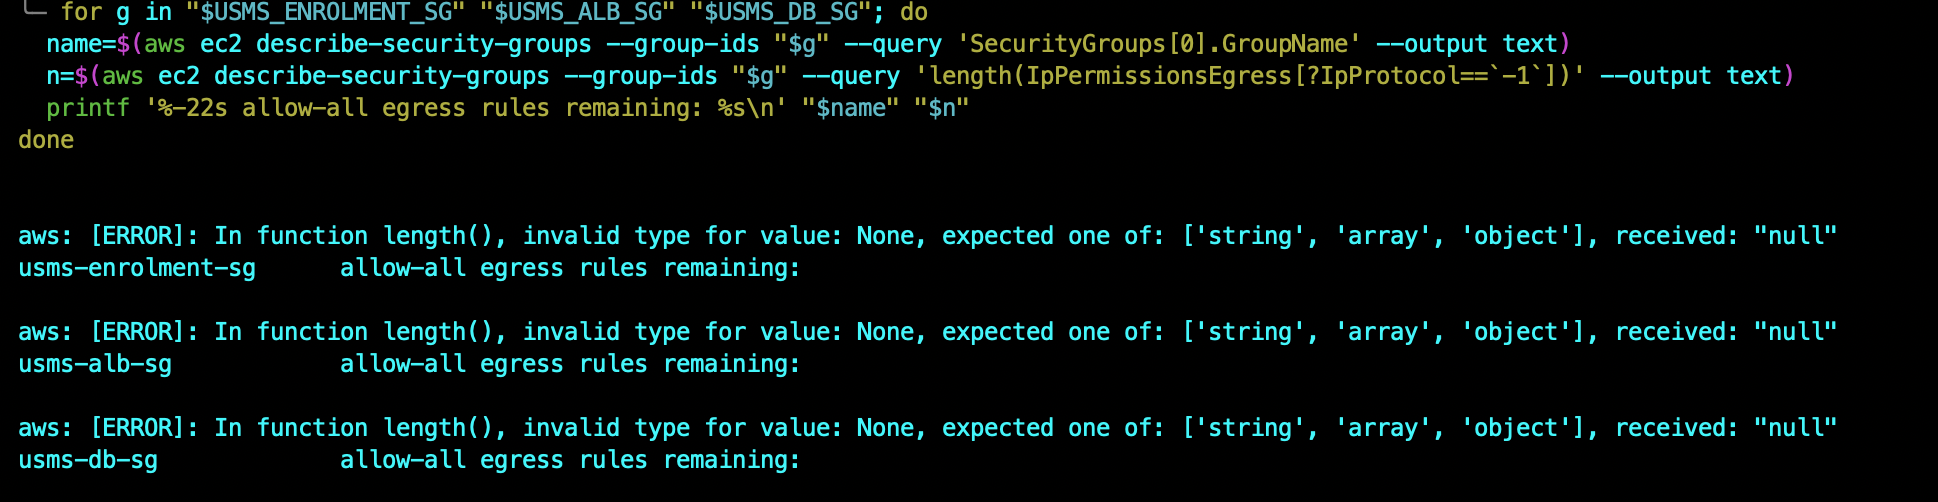 for g in "$USMS_ENROLMENT_SG" "$USMS_ALB_SG" "$USMS_DB_SG"; do
  name=$(aws ec2 describe-security-groups --group-ids "$g" --query 'SecurityGroups[0].GroupName' --output text)
  n=$(aws ec2 describe-security-groups --group-ids "$g" --query 'length(IpPermissionsEgress[?IpProtocol==`-1`])' --output text)
  printf '%-22s allow-all egress rules remaining: %s\n' "$name" "$n"
done
aws: [ERROR]: In function length(), invalid type for value: None, expected one of: ['string', 'array', 'object'], received: "null"
usms-enrolment-sg      allow-all egress rules remaining:
aws: [ERROR]: In function length(), invalid type for value: None, expected one of: ['string', 'array', 'object'], received: "null"
usms-alb-sg            allow-all egress rules remaining:
aws: [ERROR]: In function length(), invalid type for value: None, expected one of: ['string', 'array', 'object'], received: "null"
usms-db-sg             allow-all egress rules remaining: